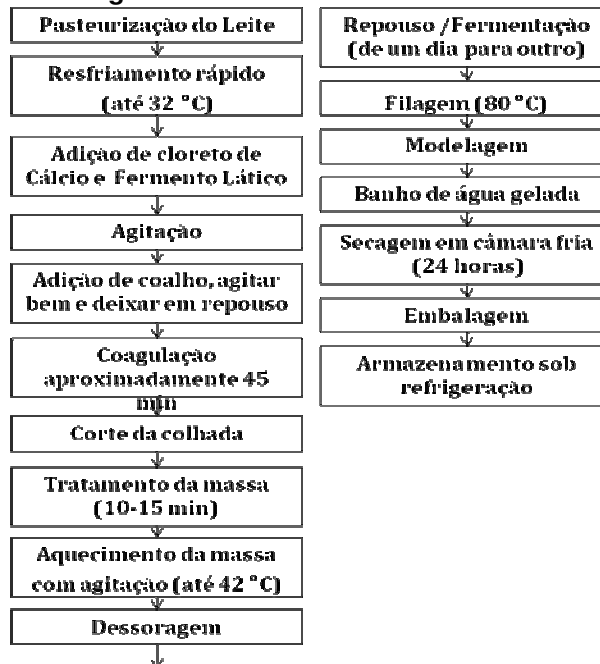 Pasteurização do Leite
Resfriamento rápido
(até 32 °C)
Adição de cloreto de
Cálcio e Fermento Lático
Agitação
Adição de coalho, agitar
bem e deixar em repouso
Coagulação
aproximadamente 45
min
Corte da colhada
Tratamento da massa
(10-15 min)
Aquecimento da massa
com agitação (até 42 °C)
Dessoragem
Repouso /Fermentação
(de um dia para outro)
Filagem (80 °C)
Modelagem
Banho de água gelada
Secagem em câmara fria
(24 horas)
Embalagem
Armazenamento sob
refrigeração